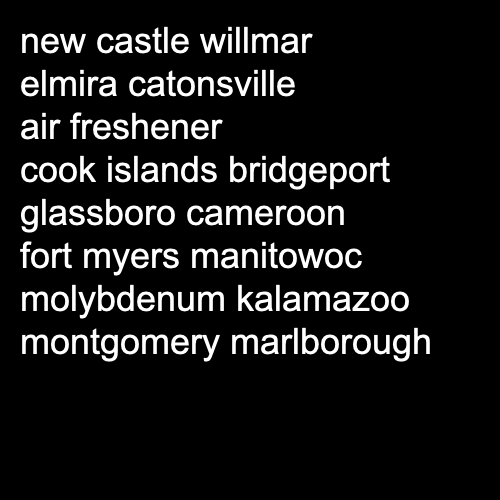 new castle willmar
elmira catonsville
air freshener
cook islands bridgeport
glassboro cameroon
fort myers manitowoc
molybdenum kalamazoo
montgomery marlborough